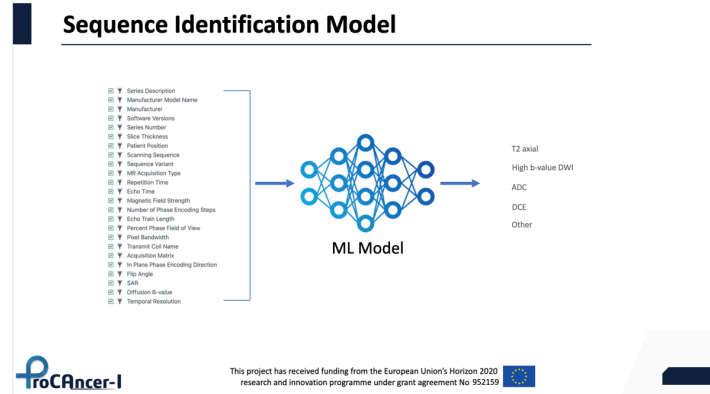 Sequence Identification Model
Series Description
Manufacturer Model Name
Manufacturer
Software Versions
Series Number
Slice Thickness
Patient Position
Scanning Sequence
Sequence Variant
MR Acquisition Type
Repetition Time
Echo Time
Magnetic Field Strength
Number of Phase Encoding Steps
Echo Train Length
Percent Phase Field of View
Pixel Bandwidth
Transmit Coil Name
Acquisition Matrix
In Plane Phase Encoding Direction
Flip Angle
SAR
Diffusion B-value
Temporal Resolution
ML Model
T2 axial
High b-value DWI
ADC
DCE
Other
ProCAncer-I
This project has received funding from the European Union's Horizon 2020
research and innovation programme under grant agreement No 952159